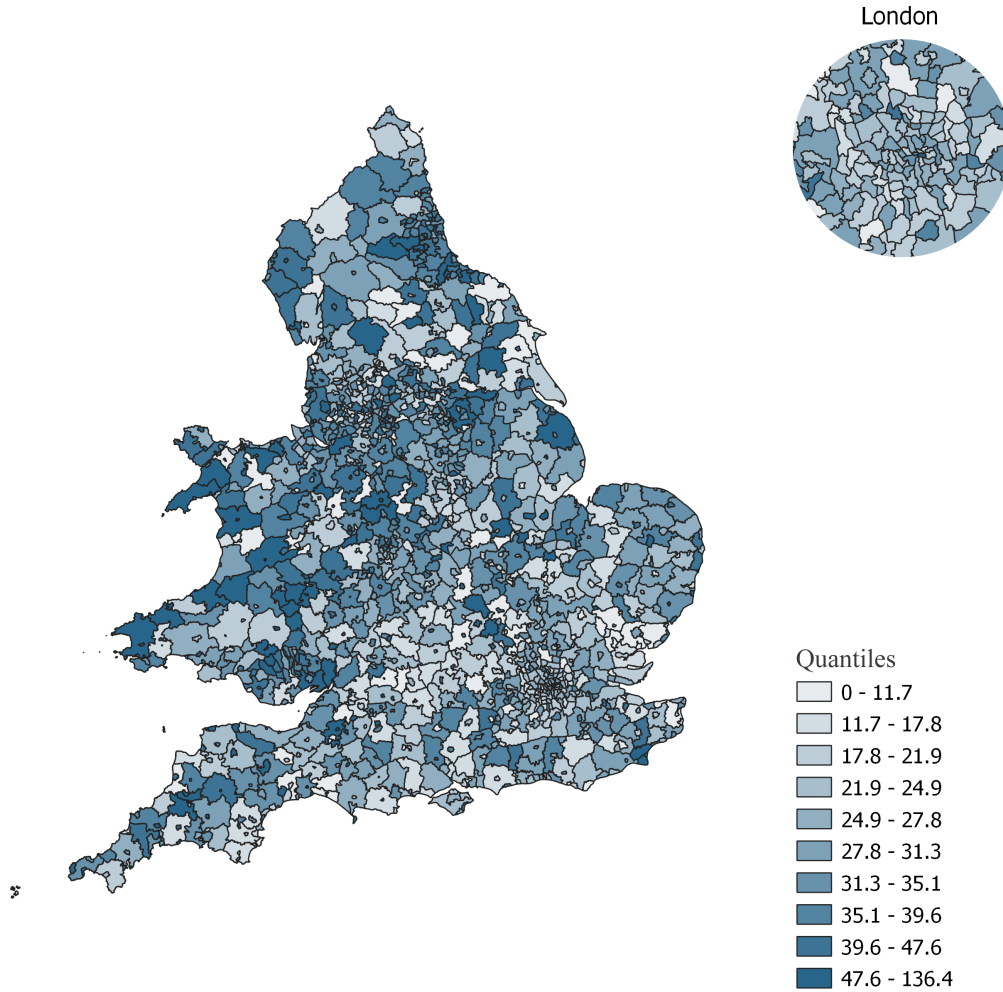 London
Quantiles
0 - 11.7
11.7 - 17.8
17.8 - 21.9
21.9 - 24.9
24.9 - 27.8
27.8 - 31.3
31.3 - 35.1
35.1 - 39.6
39.6 - 47.6
47.6 - 136.4